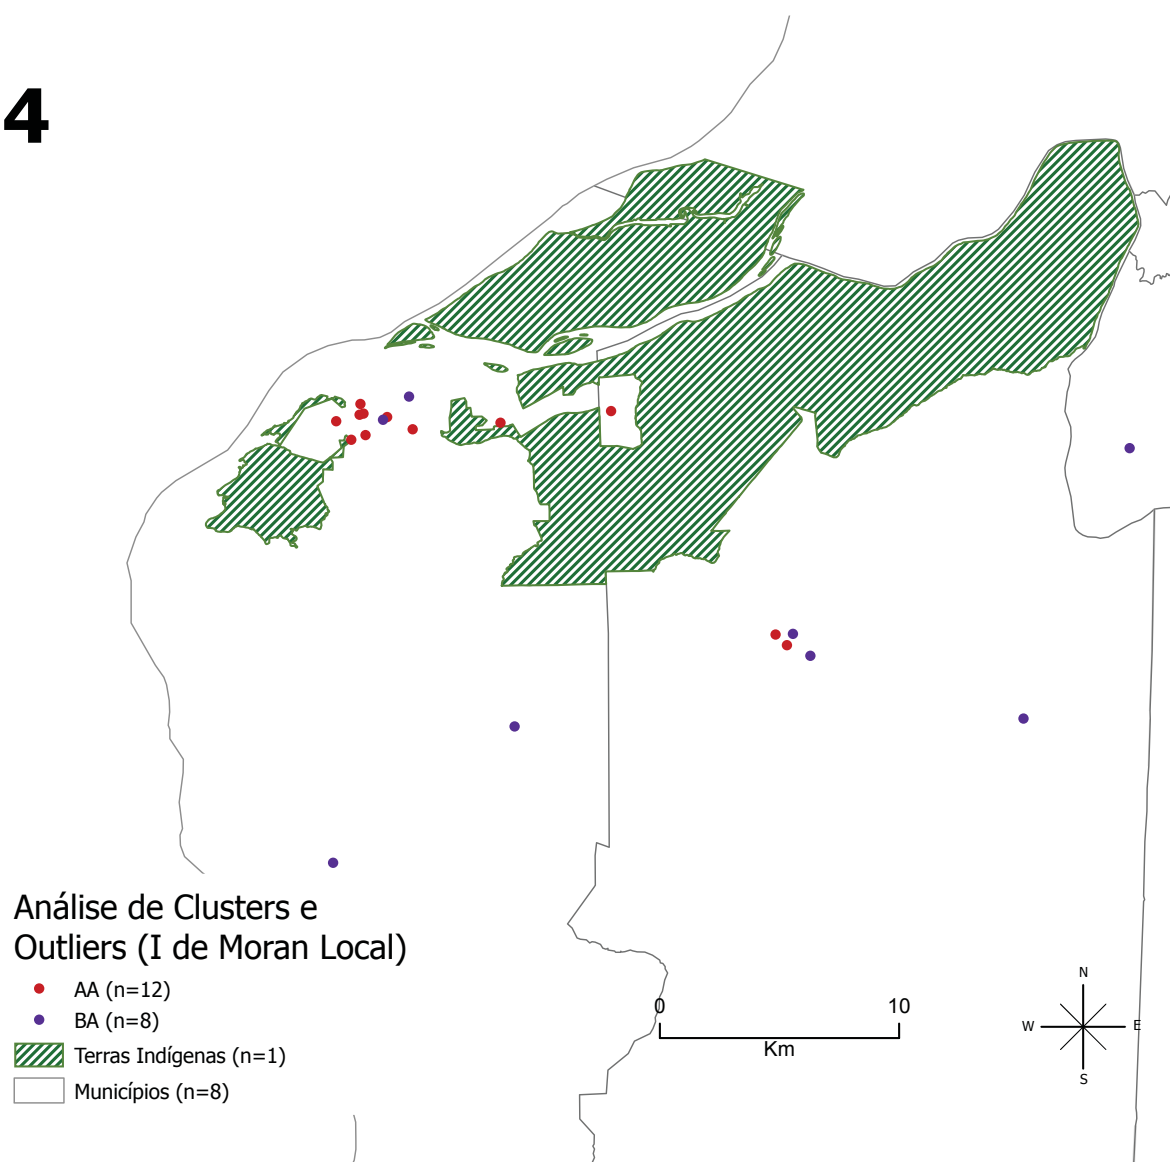 4
Análise de Clusters e
Outliers (I de Moran Local)
AA (n=12)
BA (n=8)
Terras Indígenas (n=1)
Municípios (n=8)
0 10
Km
N
W E
S